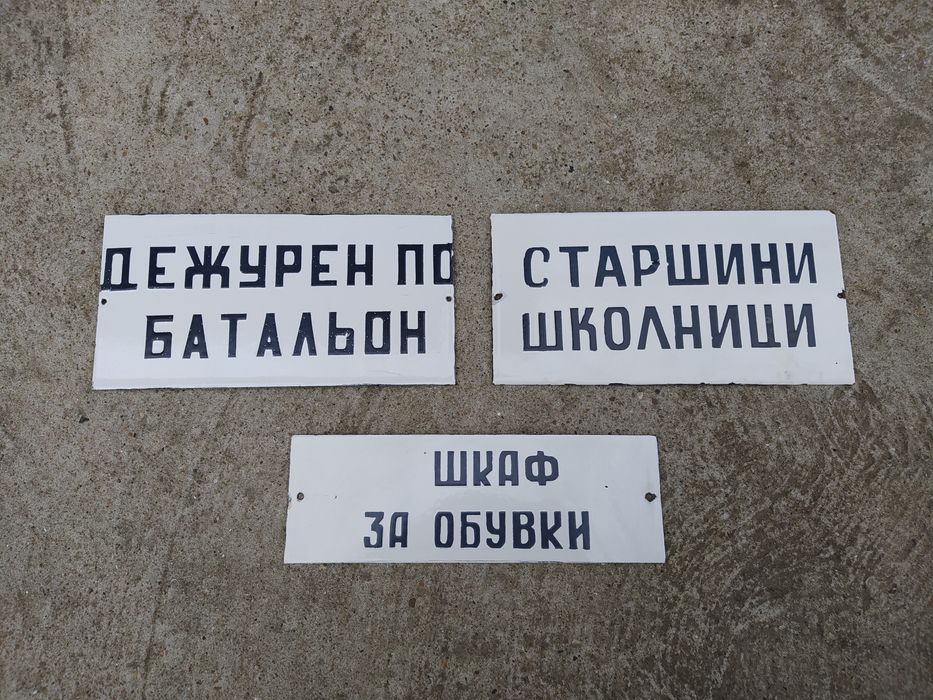 ДЕЖУРЕН ПО
БАТАЛЬОН
СТАРШИНИ
ШКОЛНИЦИ
ШКАФ
ЗА ОБУВКИ